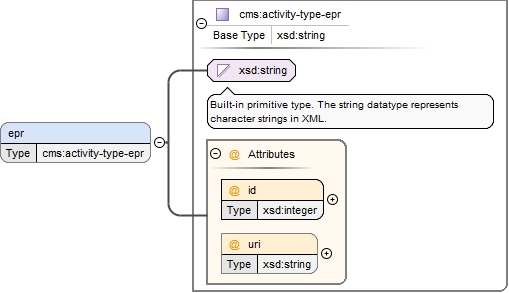 cms:activity-type-epr
Base Type xsd:string
xsd:string
Built-in primitive type. The string datatype represents
character strings in XML.
epr
Type cms:activity-type-epr
@ Attributes
@ id
Type xsd:integer
@ uri
Type xsd:string